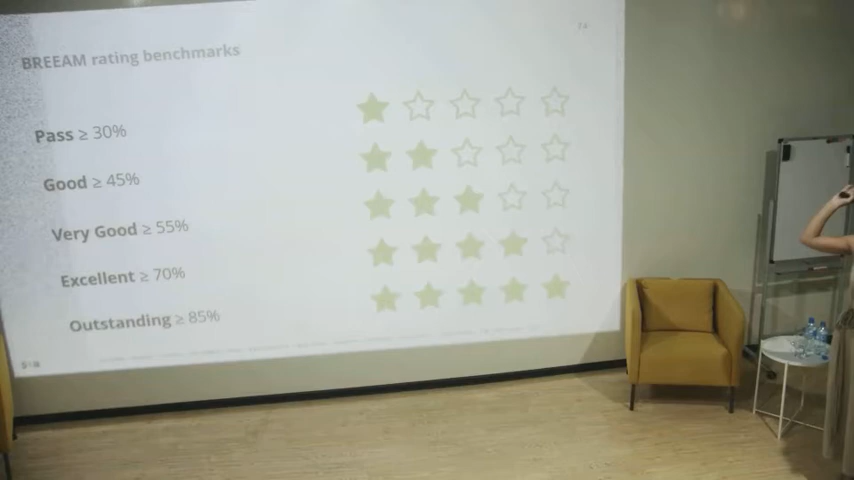 BREEAM rating benchmarks
Pass ≥ 30%
Good ≥ 45%
Very Good ≥ 55%
Excellent ≥ 70%
Outstanding ≥ 85%